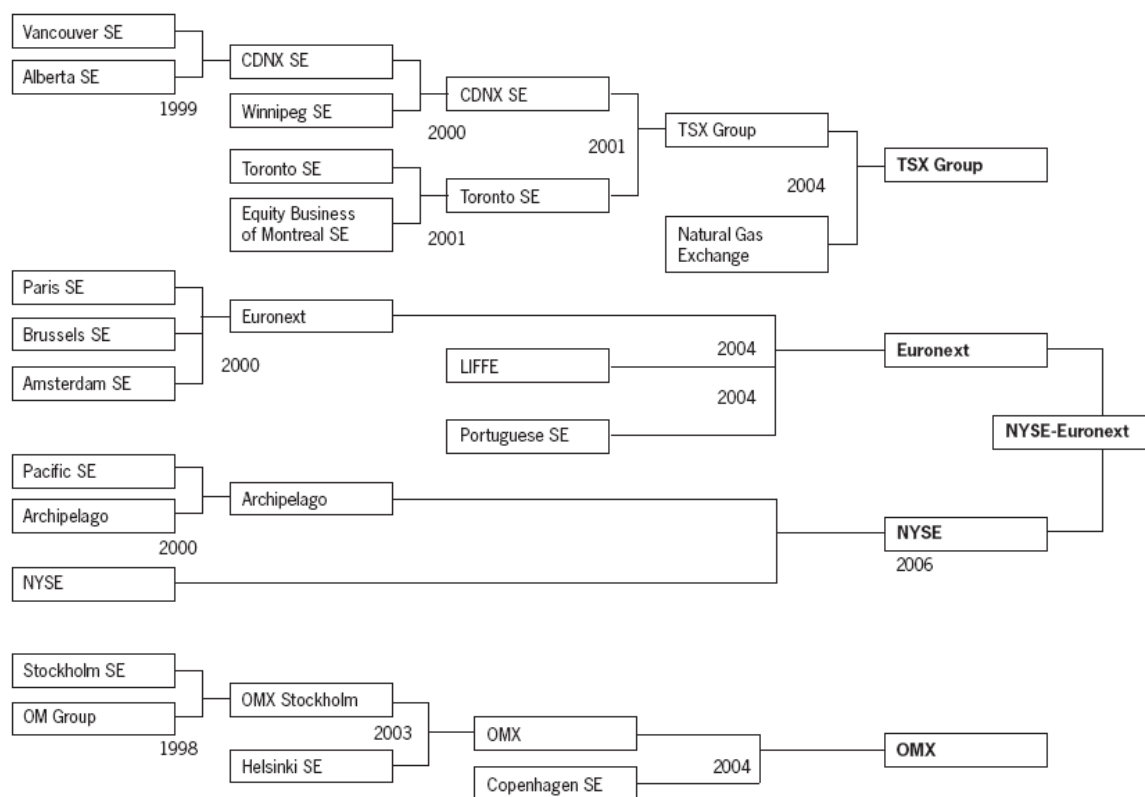 Vancouver SE
Alberta SE
1999
CDNX SE
Winnipeg SE
2000
CDNX SE
2001
Toronto SE
Equity Business
of Montreal SE
2001
Toronto SE
TSX Group
2004
Natural Gas
Exchange
TSX Group
Paris SE
Brussels SE
Amsterdam SE
2000
Euronext
LIFFE
2004
2004
Portuguese SE
Euronext
NYSE-Euronext
Pacific SE
Archipelago
2000
Archipelago
NYSE
NYSE
2006
Stockholm SE
OM Group
1998
OMX Stockholm
2003
Helsinki SE
OMX
2004
Copenhagen SE
OMX